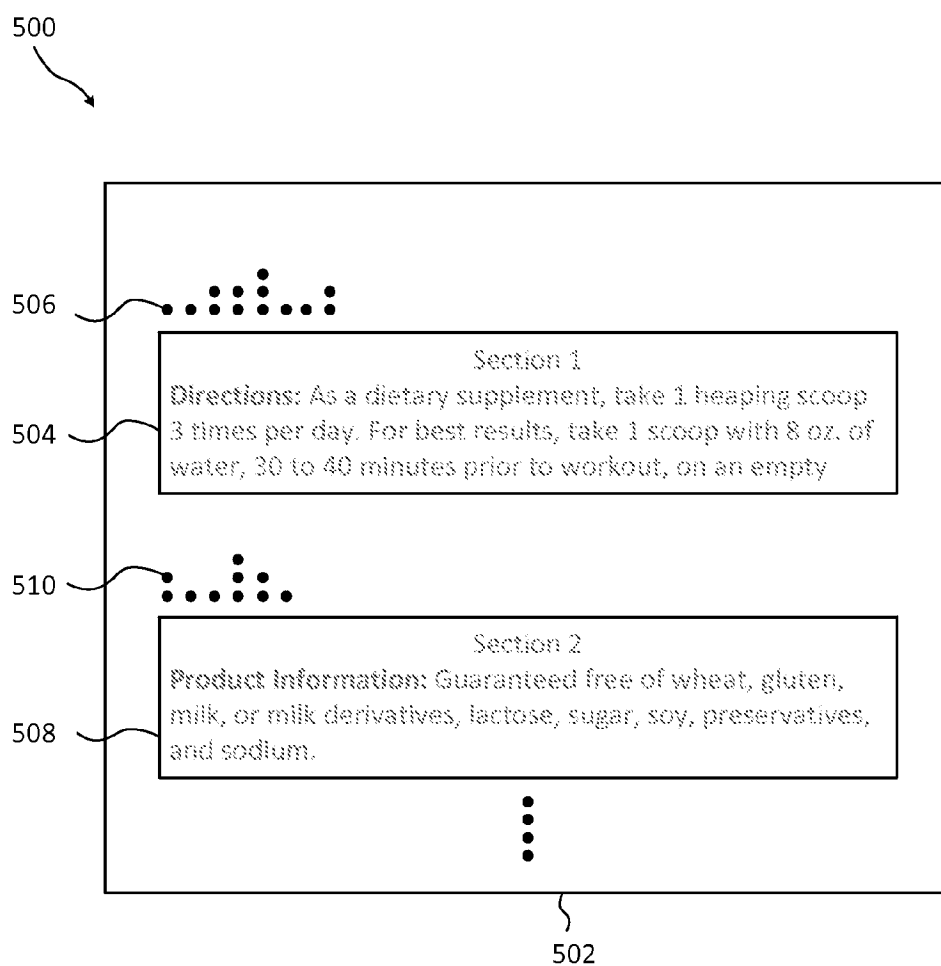 500
506
Section 1
Directions: As a dietary supplement, take 1 heaping scoop
504
3 times per day. For best results, take 1 scoop with 8 oz. of
water, 30 to 40 minutes prior to workout, on an empty
510
Section 2
Product Information: Guaranteed free of wheat, gluten,
milk, or milk derivatives, lactose, sugar, soy, preservatives,
508
and sodium.
502